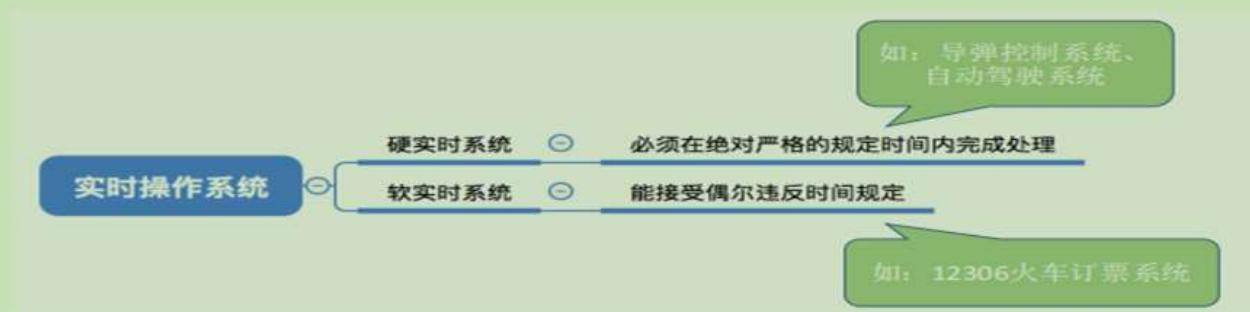 如：导弹控制系统、
自动驾驶系统
硬实时系统 必须在绝对严格的规定时间内完成处理
实时操作系统
软实时系统 能接受偶尔违反时间规定
如：12306火车订票系统